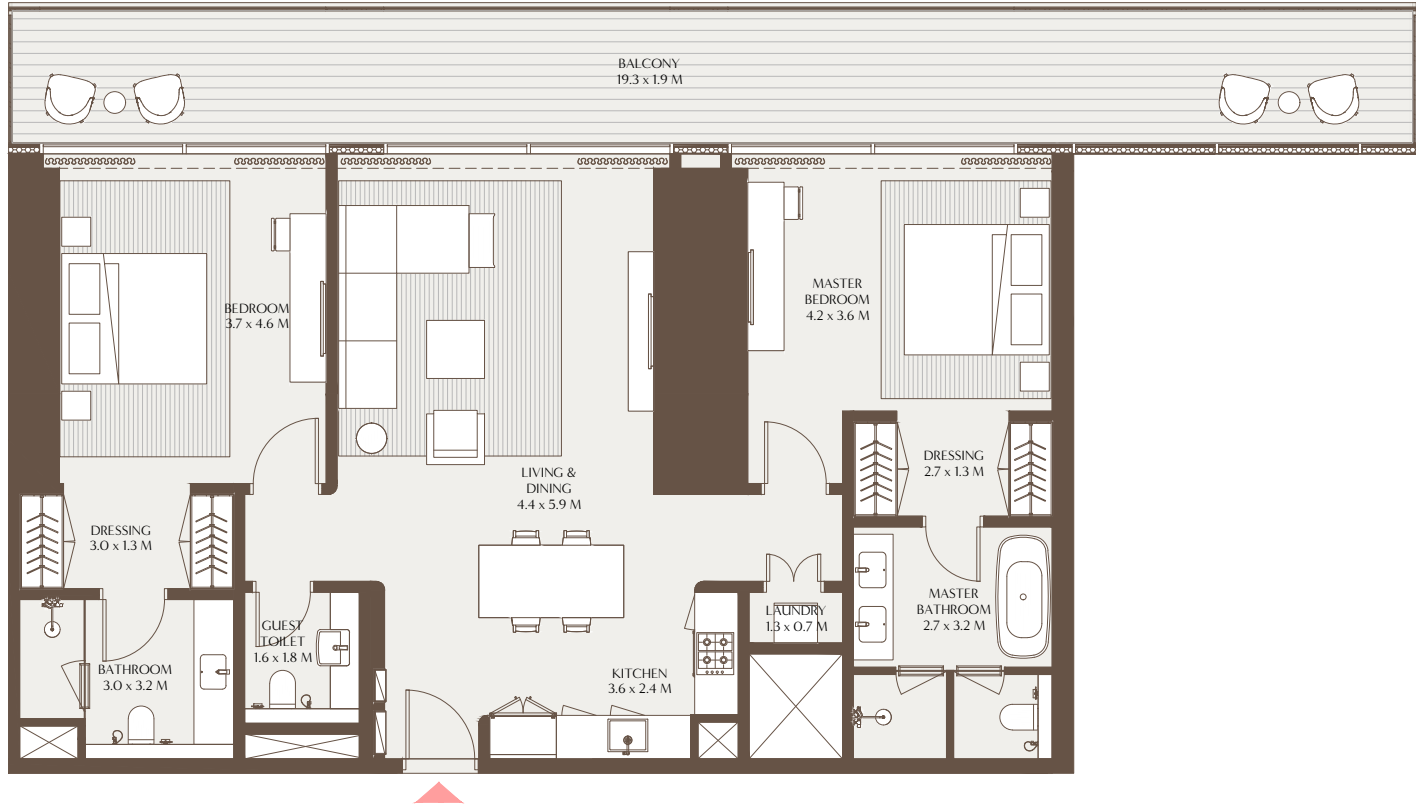 BALCONY
19.3 x 1.9 M
BEDROOM
3.7 x 4.6 M
MASTER
BEDROOM
4.2 x 3.6 M
LIVING &
DINING
4.4 x 5.9 M
DRESSING
2.7 x 1.3 M
DRESSING
3.0 x 1.3 M
GUEST
TOILET
1.6 x 1.8 M
LAUNDRY
1.3 x 0.7 M
MASTER
BATHROOM
2.7 x 3.2 M
BATHROOM
3.0 x 3.2 M
KITCHEN
3.6 x 2.4 M